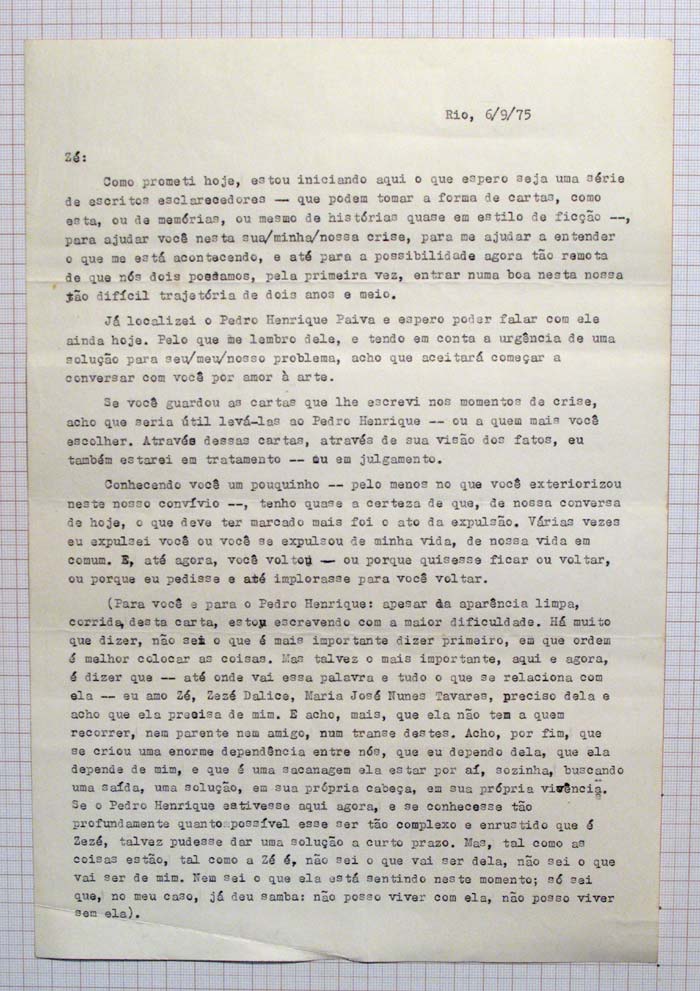 Rio, 6/9/75
Zé:
Como prometi hoje, estou iniciando aqui o que espero seja uma série
de escritos esclarecedores -- que podem tomar a forma de cartas, como
esta, ou de memórias, ou mesmo de histórias quase em estilo de ficção --,
para ajudar você nesta sua/minha/nossa crise, para me ajudar a entender
o que me está acontecendo, e até para a possibilidade agora tão remota
de que nós dois possamos, pela primeira vez, entrar numa boa nesta nossa
tão difícil trajetória de dois anos e meio.
Já localizei o Pedro Henrique Paiva e espero poder falar com ele
ainda hoje. Pelo que me lembro dele, e tendo em conta a urgência de uma
solução para seu/meu/nosso problema, acho que aceitará começar a
conversar com você por amor à arte.
Se você guardou as cartas que lhe escrevi nos momentos de crise,
acho que seria útil levá-las ao Pedro Henrique -- ou a quem mais você
escolher. Através dessas cartas, através de sua visão dos fatos, eu
também estarei em tratamento -- ou em julgamento.
Conhecendo você um pouquinho -- pelo menos no que você exteriorizou
neste nosso convívio --, tenho quase a certeza de que, de nossa conversa
de hoje, o que deve ter marcado mais foi o ato da expulsão. Várias vezes
eu expulsei você ou você se expulsou de minha vida, de nossa vida em
comum. E, até agora, você voltou -- ou porque quisesse ficar ou voltar,
ou porque eu pedisse e até implorasse para você voltar.
(Para você e para o Pedro Henrique: apesar da aparência limpa,
corrida, desta carta, estou escrevendo com a maior dificuldade. Há muito
que dizer, não sei o que é mais importante dizer primeiro, em que ordem
é melhor colocar as coisas. Mas talvez o mais importante, aqui e agora,
é dizer que -- até onde vai essa palavra e tudo o que se relaciona com
ela -- eu amo Zé, Zezé Dalice, Maria José Nunes Tavares, preciso dela e
acho que ela precisa de mim. E acho, mais, que ela não tem a quem
recorrer, nem parente nem amigo, num transe destes. Acho, por fim, que
se criou uma enorme dependência entre nós, que eu dependo dela, que ela
depende de mim, e que é uma sacanagem ela estar por aí, sozinha, buscando
uma saída, uma solução, em sua própria cabeça, em sua própria vivência.
Se o Pedro Henrique estivesse aqui agora, e se conhecesse tão
profundamente quanto possível esse ser tão complexo e enrustido que é
Zezé, talvez pudesse dar uma solução a curto prazo. Mas, tal como as
coisas estão, tal como a Zé é, não sei o que vai ser dela, não sei o que
vai ser de mim. Nem sei o que ela está sentindo neste momento; só sei
que, no meu caso, já deu samba: não posso viver com ela, não posso viver
sem ela).